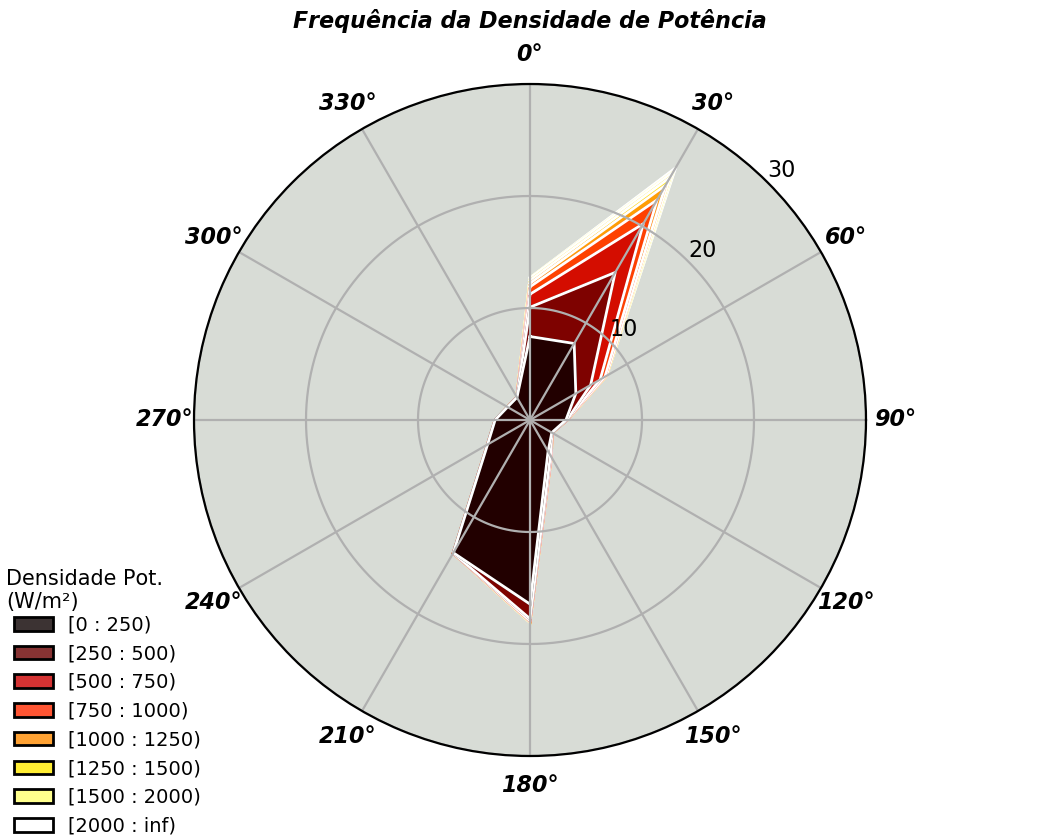 Frequência da Densidade de Potência
0°
330°
30°
30
300°
60°
20
10
270°
90°
Densidade Pot.
(W/m²)
240°
120°
[0 : 250)
[250 : 500)
[500 : 750)
[750 : 1000)
210°
150°
[1000 : 1250)
[1250 : 1500)
180°
[1500 : 2000)
[2000 : inf)